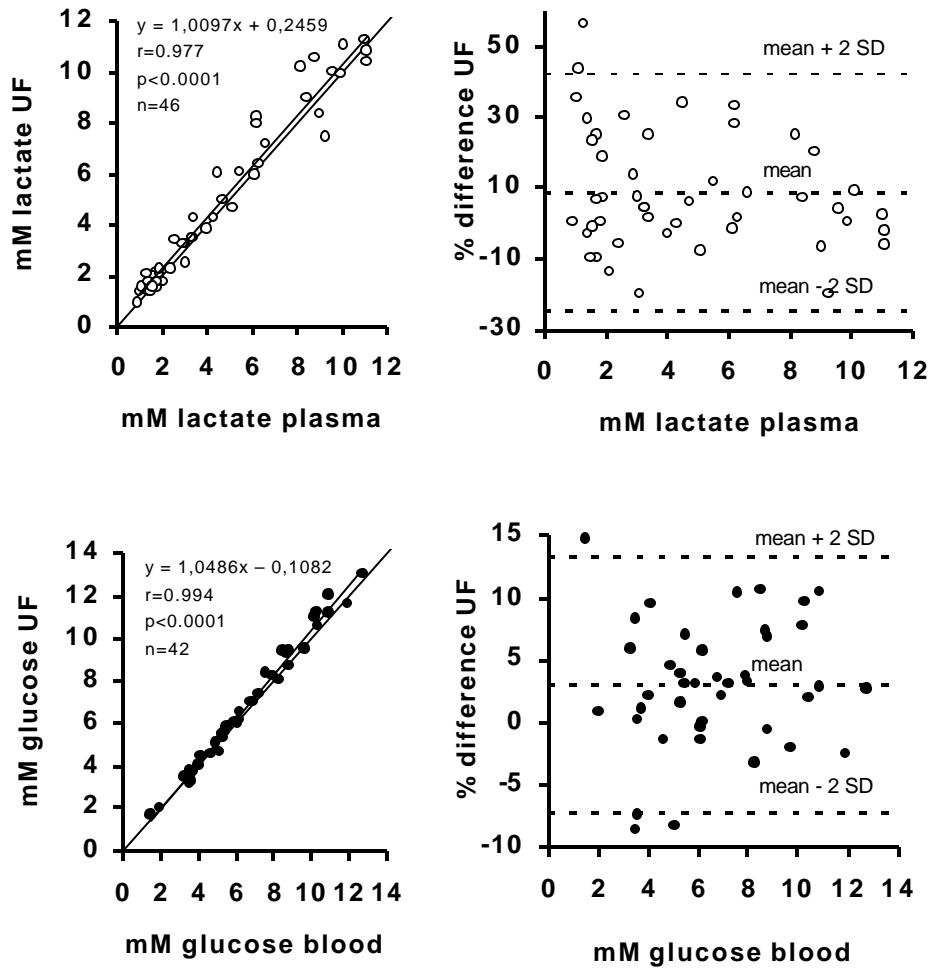 12
10
8
6
4
2
0
mM lactate UF
y = 1,0097x + 0,2459
r=0.977
p<0.0001
n=46
0 2 4 6 8 10 12
mM lactate plasma
50
30
10
-10
-30
% difference UF
mean + 2 SD
mean
mean - 2 SD
0 2 4 6 8 10 12
mM lactate plasma
14
12
10
8
6
4
2
0
mM glucose UF
y = 1,0486x – 0,1082
r=0.994
p<0.0001
n=42
0 2 4 6 8 10 12 14
mM glucose blood
15
10
5
0
-5
-10
% difference UF
mean + 2 SD
mean
mean - 2 SD
0 2 4 6 8 10 12 14
mM glucose blood